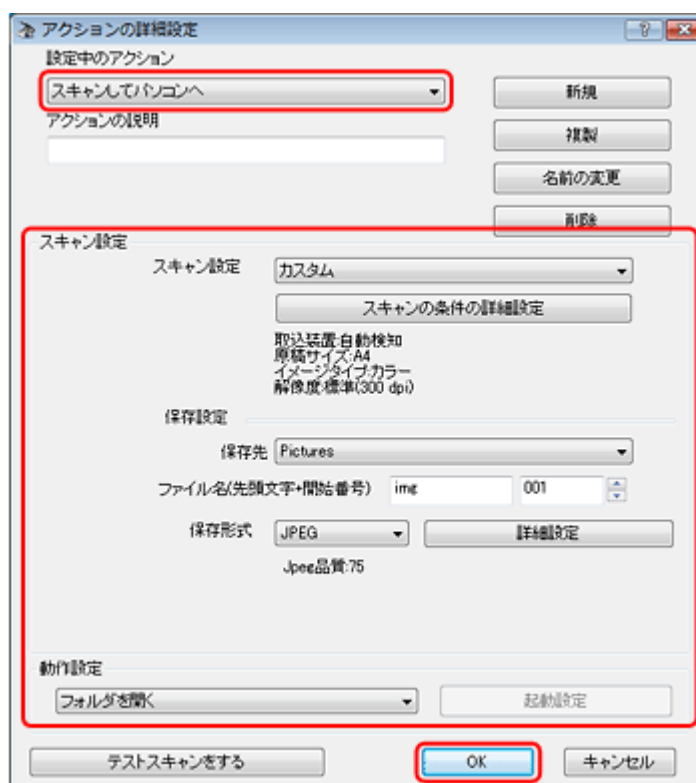 アクションの詳細設定
設定中のアクション
スキャンしてパソコンへ
新規
アクションの説明
複製
名前の変更
削除
スキャン設定
スキャン設定
カスタム
スキャンの条件の詳細設定
取込装置:自動検知
原稿サイズ:A4
イメージタイプ:カラー
解像度:標準(300 dpi)
保存設定
保存先
Pictures
ファイル名(先頭文字+開始番号)
img
001
保存形式
JPEG
詳細設定
Jpeg品質:75
動作設定
フォルダを開く
起動設定
テストスキャンをする
OK
キャンセル